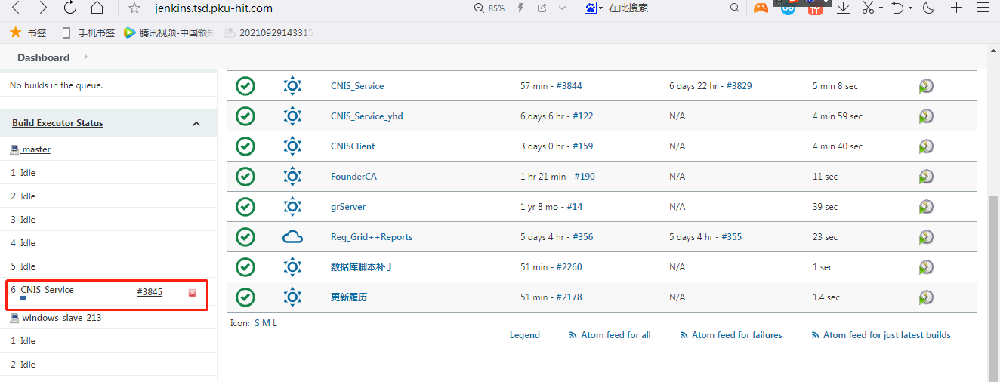 jenkins.tsd.pku-hit.com 85% 在此搜索 译
书签 手机书签 腾讯视频-中国领先 20210929143315
Dashboard
No builds in the queue.
Build Executor Status
master
1 Idle
2 Idle
3 Idle
4 Idle
5 Idle
6 CNIS_Service #3845
windows_slave_213
1 Idle
2 Idle
CNIS_Service 57 min - #3844 6 days 22 hr - #3829 5 min 8 sec
CNIS_Service_yhd 6 days 6 hr - #122 N/A 4 min 59 sec
CNISClient 3 days 0 hr - #159 N/A 4 min 40 sec
FounderCA 1 hr 21 min - #190 N/A 11 sec
grServer 1 yr 8 mo - #14 N/A 39 sec
Reg_Grid++Reports 5 days 4 hr - #356 5 days 4 hr - #355 23 sec
数据库脚本补丁 51 min - #2260 N/A 1 sec
更新履历 51 min - #2178 N/A 1.4 sec
Icon: S M L
Legend Atom feed for all Atom feed for failures Atom feed for just latest builds